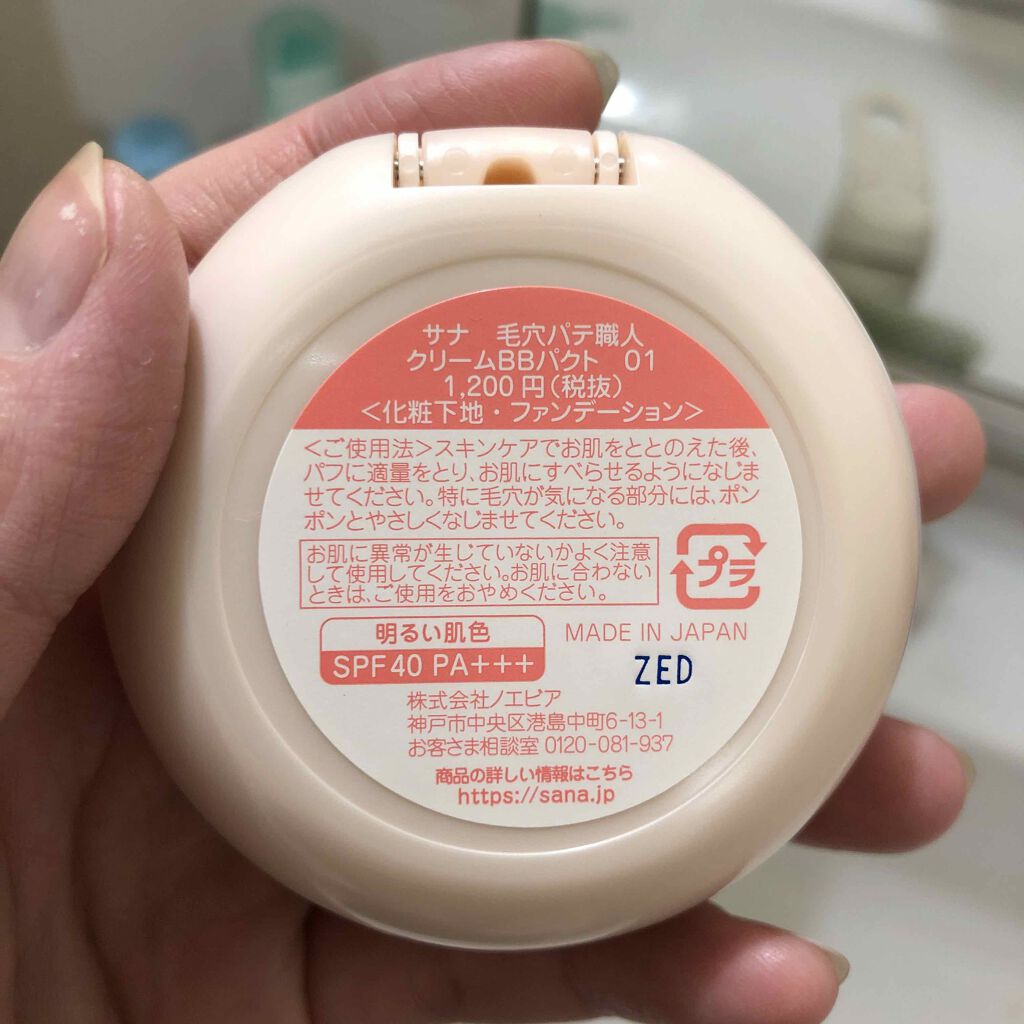 サナ 毛穴パテ職人
クリームBBパクト 01
1,200円(税抜)
<化粧下地・ファンデーション>
<ご使用法>スキンケアでお肌をととのえた後、
パフに適量をとり、お肌にすべらせるようになじま
せてください。特に毛穴が気になる部分には、ポン
ポンとやさしくなじませてください。
お肌に異常が生じていないかよく注意
して使用してください。お肌に合わない
ときは、ご使用をおやめください。
プラ
明るい肌色
SPF40 PA+++
MADE IN JAPAN
ZED
株式会社ノエビア
神戸市中央区港島中町6-13-1
お客さま相談室 0120-081-937
商品の詳しい情報はこちら
https://sana.jp